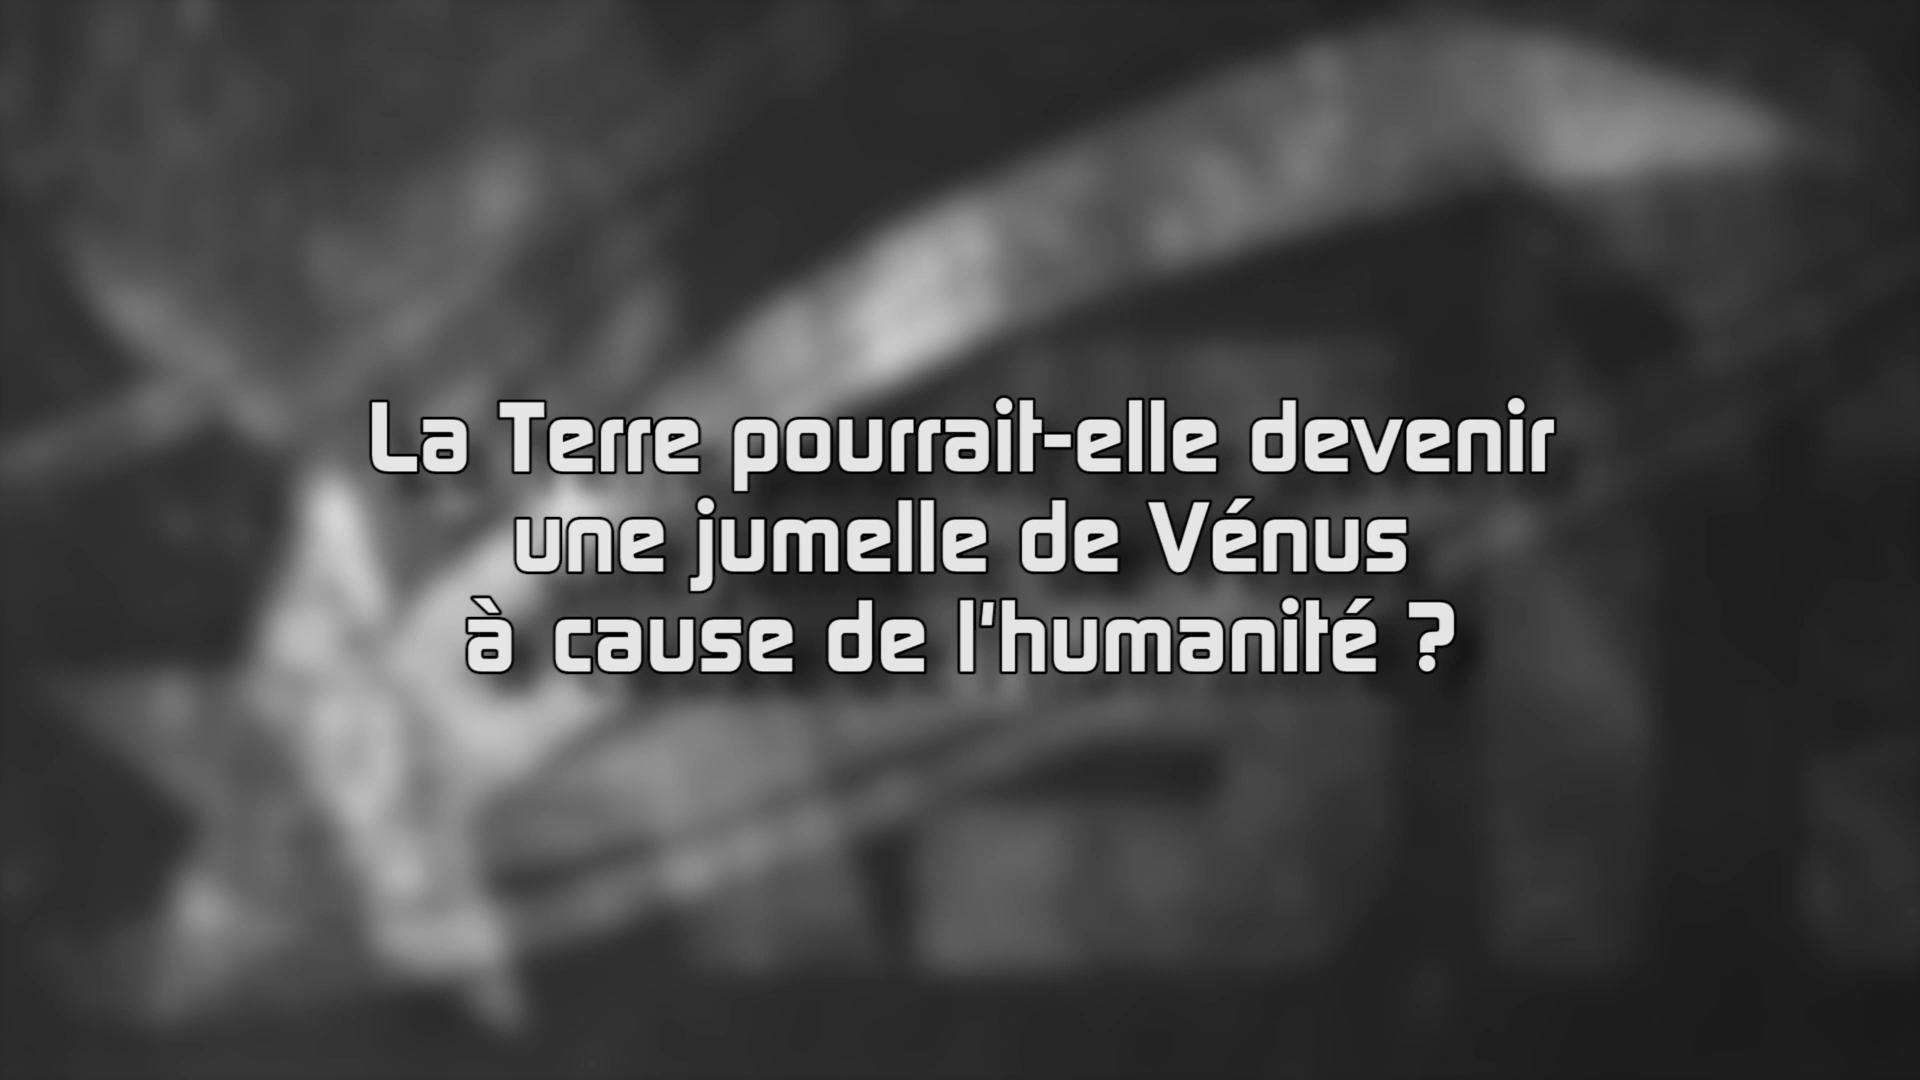 La Terre pourrait-elle devenir
une jumelle de Vénus
à cause de l'humanité ?